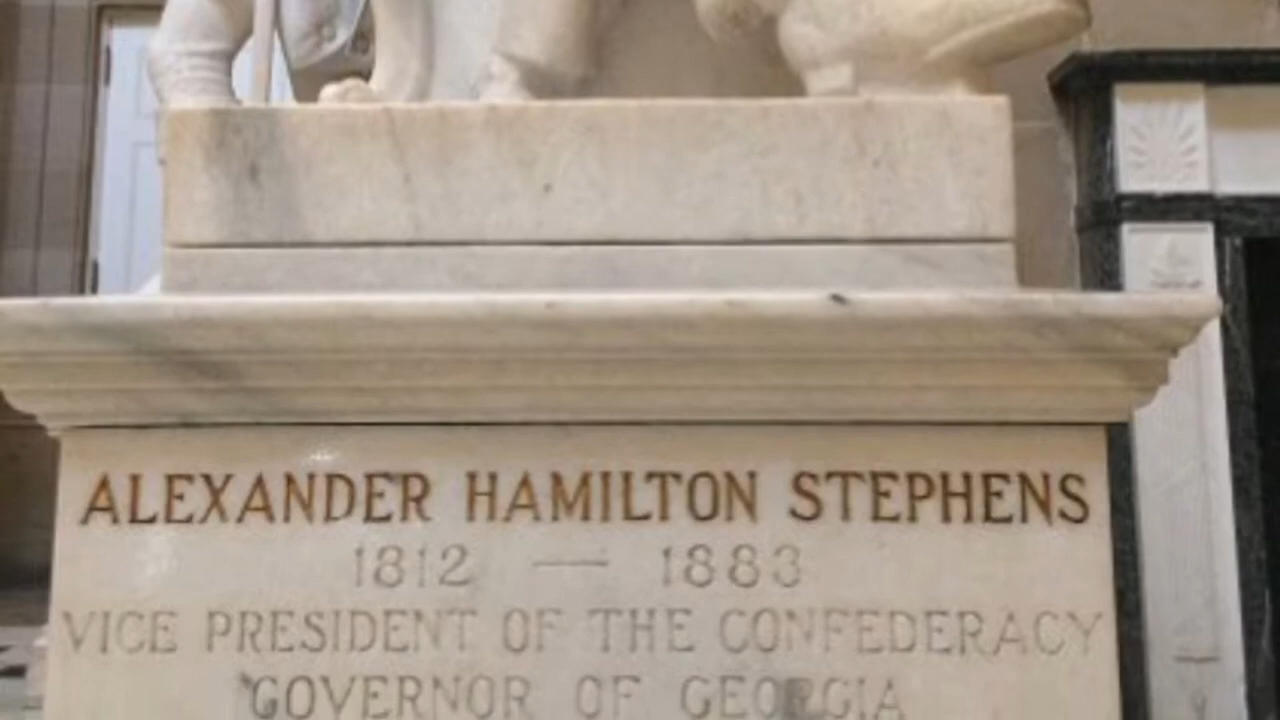 ALEXANDER HAMILTON STEPHENS
1812 — 1883
VICE PRESIDENT OF THE CONFEDERACY
GOVERNOR OF GEORGIA